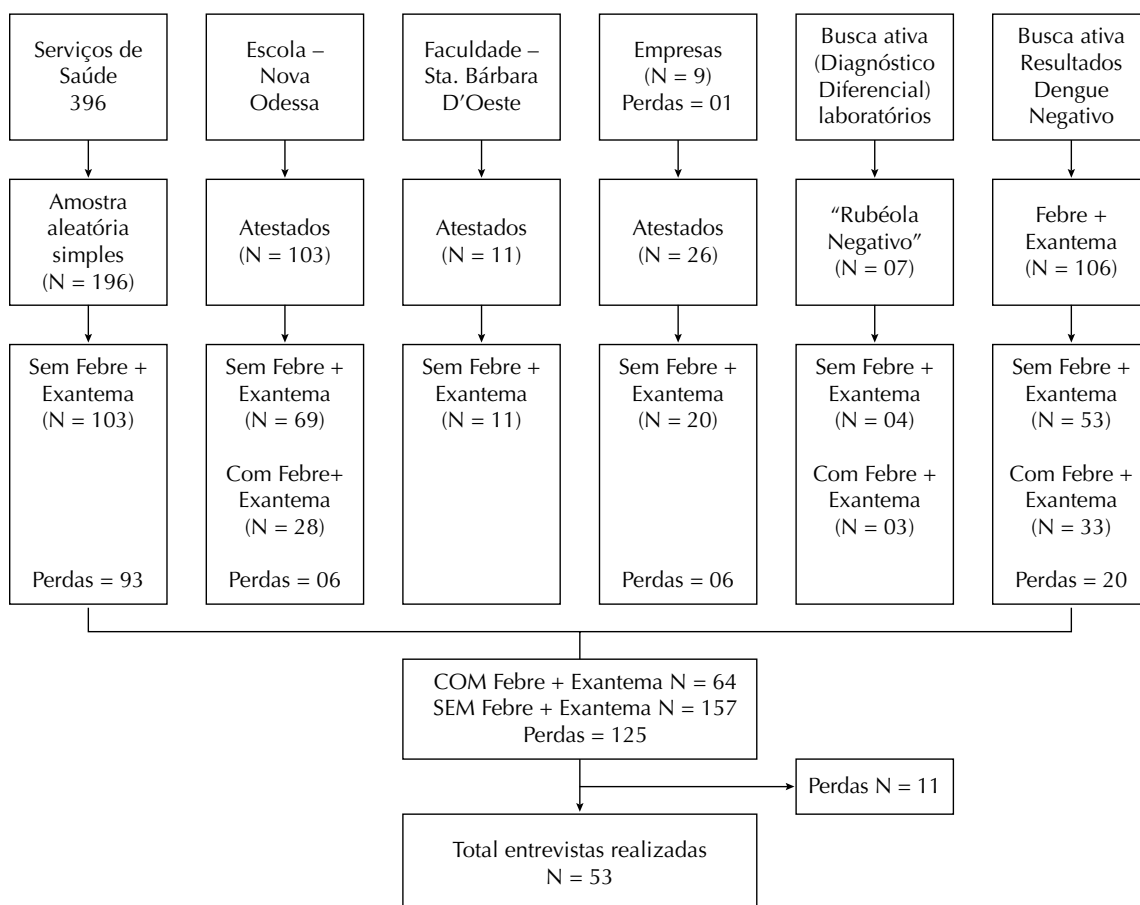 Serviços de
Saúde
396
Escola –
Nova
Odessa
Faculdade –
Sta. Bárbara
D'Oeste
Empresas
(N = 9)
Perdas = 01
Busca ativa
(Diagnóstico
Diferencial)
laboratórios
Busca ativa
Resultados
Dengue
Negativo
Amostra
aleatória
simples
(N = 196)
Atestados
(N = 103)
Atestados
(N = 11)
Atestados
(N = 26)
“Rubéola
Negativo”
(N = 07)
Febre +
Exantema
(N = 106)
Sem Febre +
Exantema
(N = 103)
Perdas = 93
Sem Febre +
Exantema
(N = 69)
Com Febre+
Exantema
(N = 28)
Perdas = 06
Sem Febre +
Exantema
(N = 11)
Sem Febre +
Exantema
(N = 20)
Perdas = 06
Sem Febre +
Exantema
(N = 04)
Com Febre +
Exantema
(N = 03)
Sem Febre +
Exantema
(N = 53)
Com Febre +
Exantema
(N = 33)
Perdas = 20
COM Febre + Exantema N = 64
SEM Febre + Exantema N = 157
Perdas = 125
Perdas N = 11
Total entrevistas realizadas
N = 53